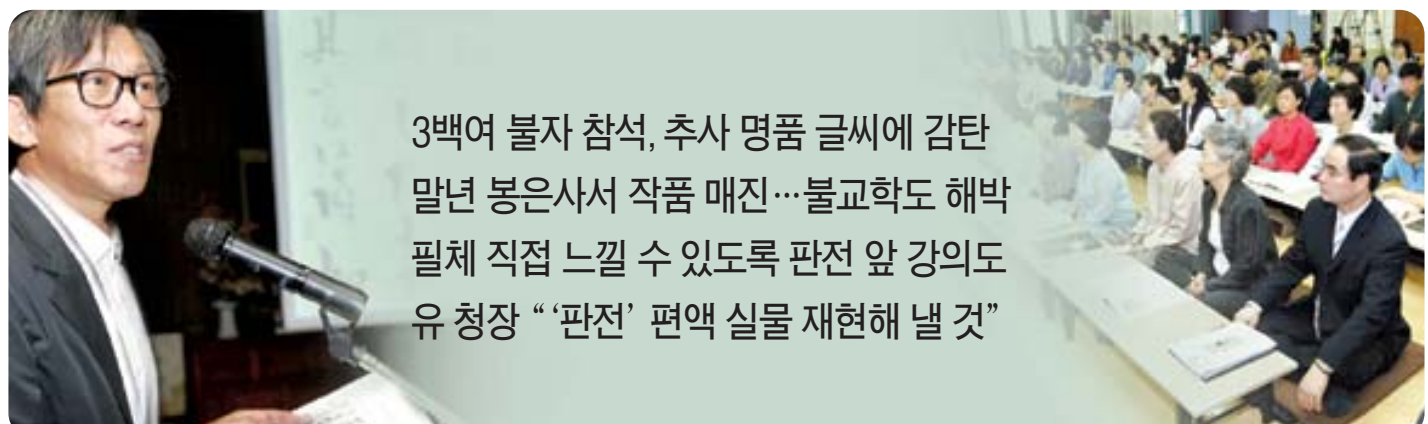 3백여 불자 참석, 추사 명품 글씨에 감탄
말년 봉은사서 작품 매진…불교학도 해박
필체 직접 느낄 수 있도록 판전 앞 강의도
유 청장 “‘판전’ 편액 실물 재현해 낼 것”